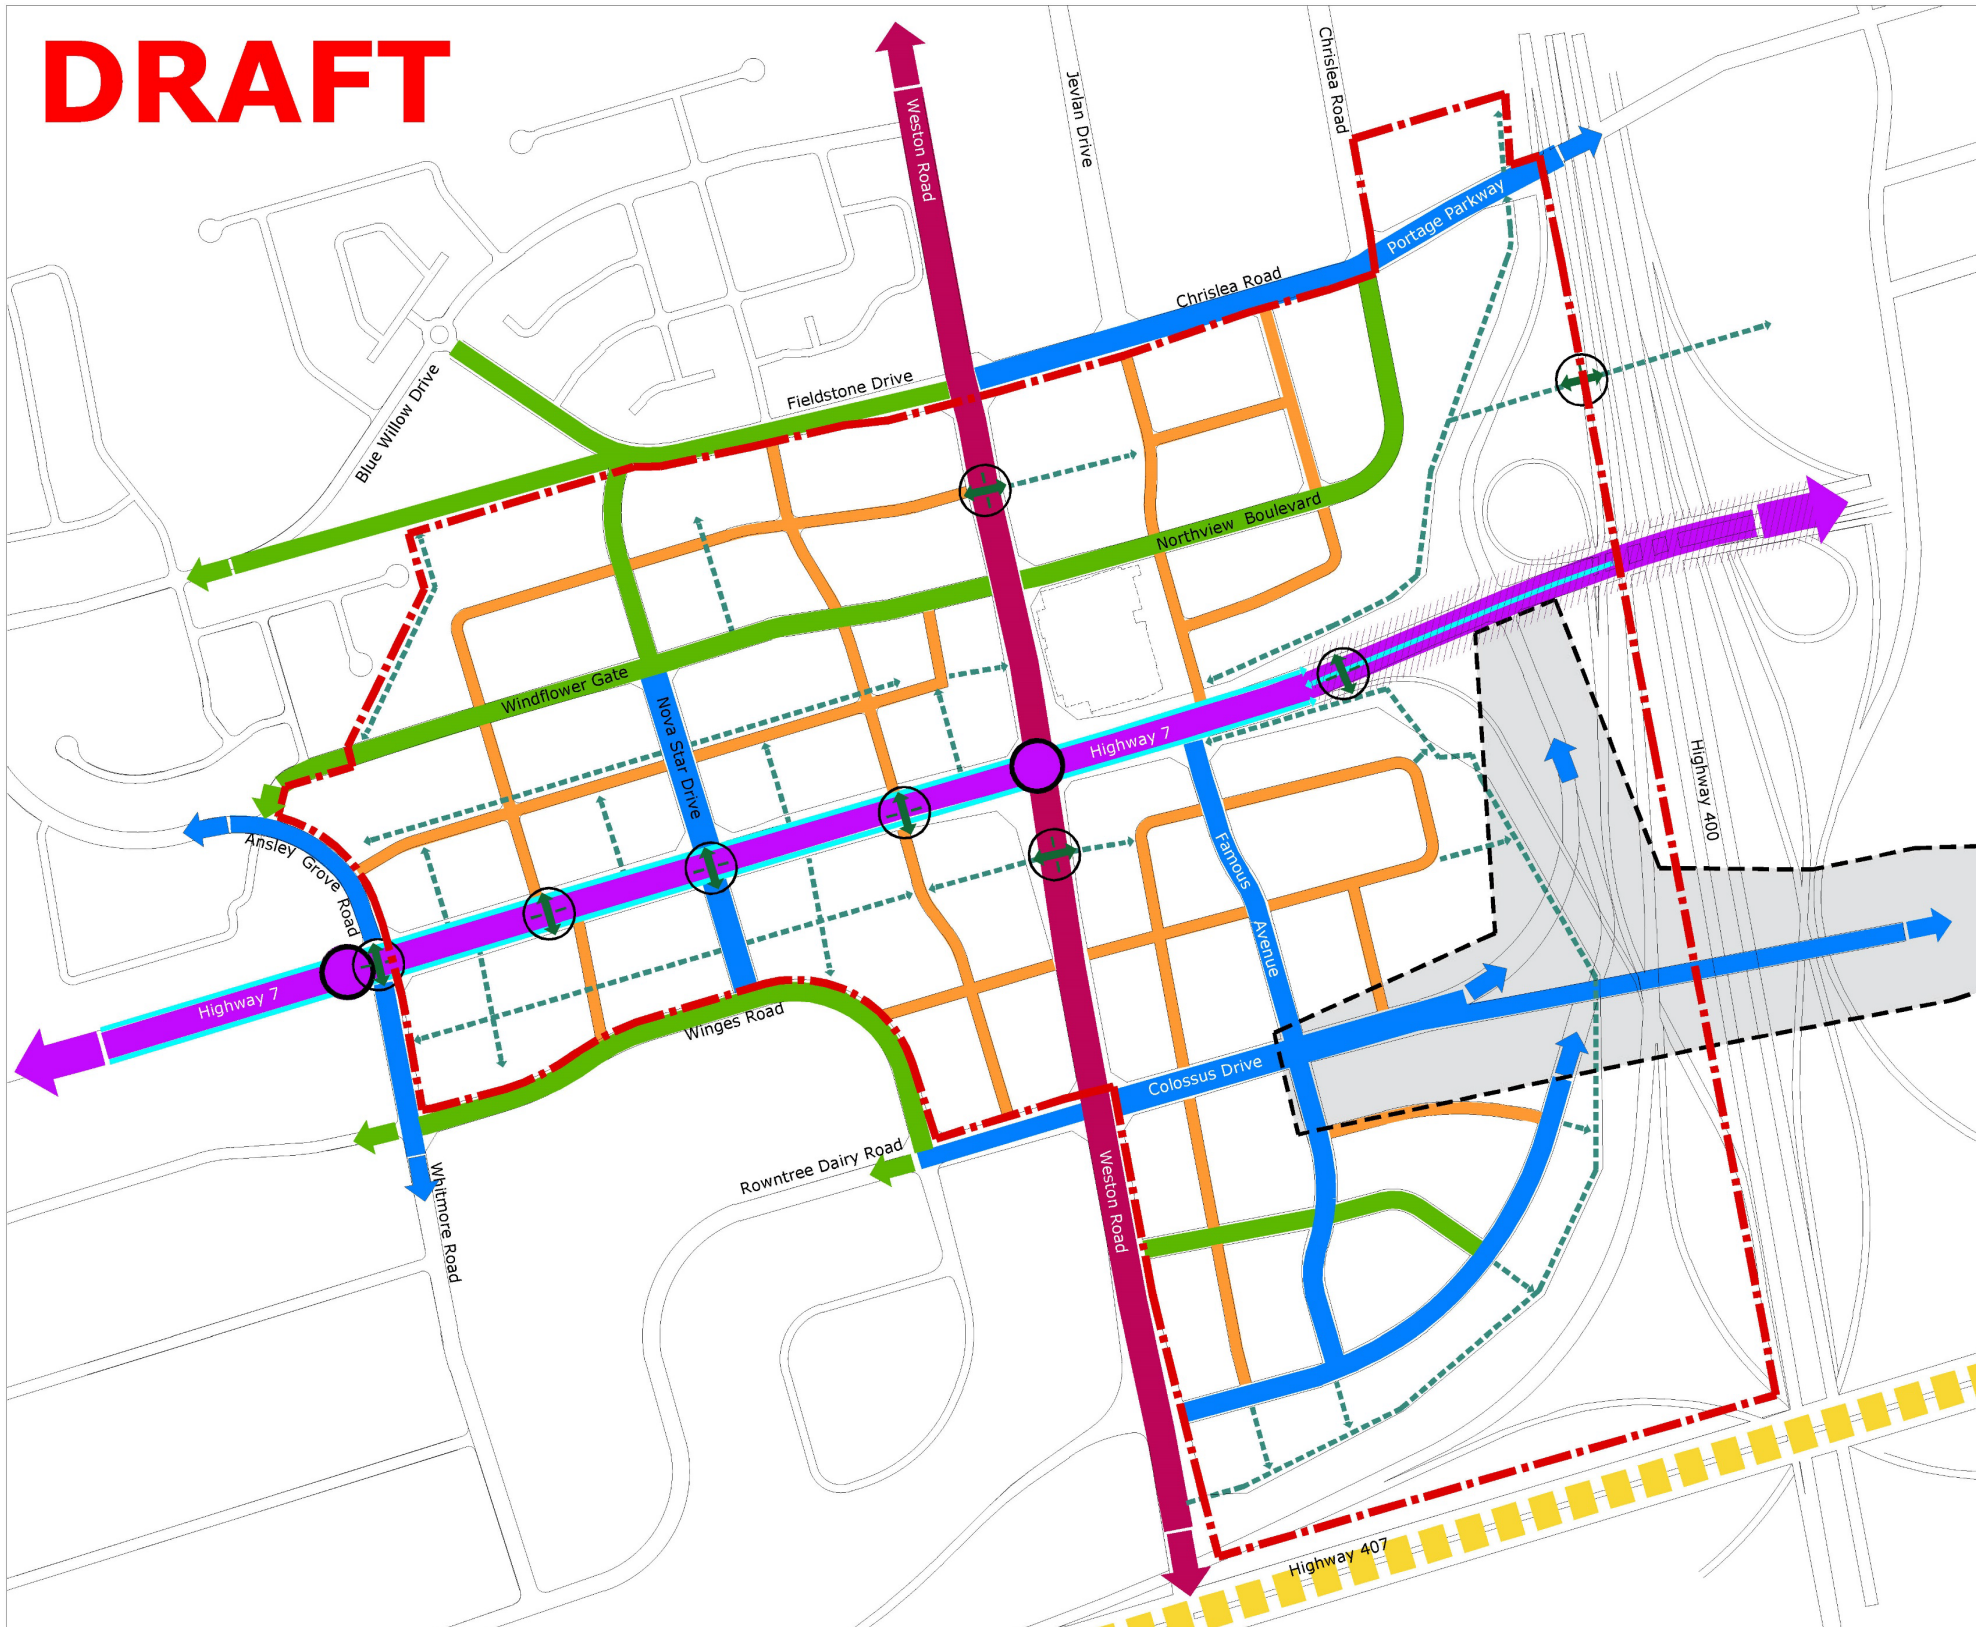 DRAFT
Weston Road
Jevlan Drive
Chrislea Road
Portage Parkway
Chrislea Road
Fieldstone Drive
Blue Willow Drive
Northview Boulevard
Windflower Gate
Nova Star Drive
Highway 7
Highway 400
Ansley Grove Road
Famous Avenue
Highway 7
Winges Road
Colossus Drive
Rowntree Dairy Road
Whitmore Road
Weston Road
Highway 407